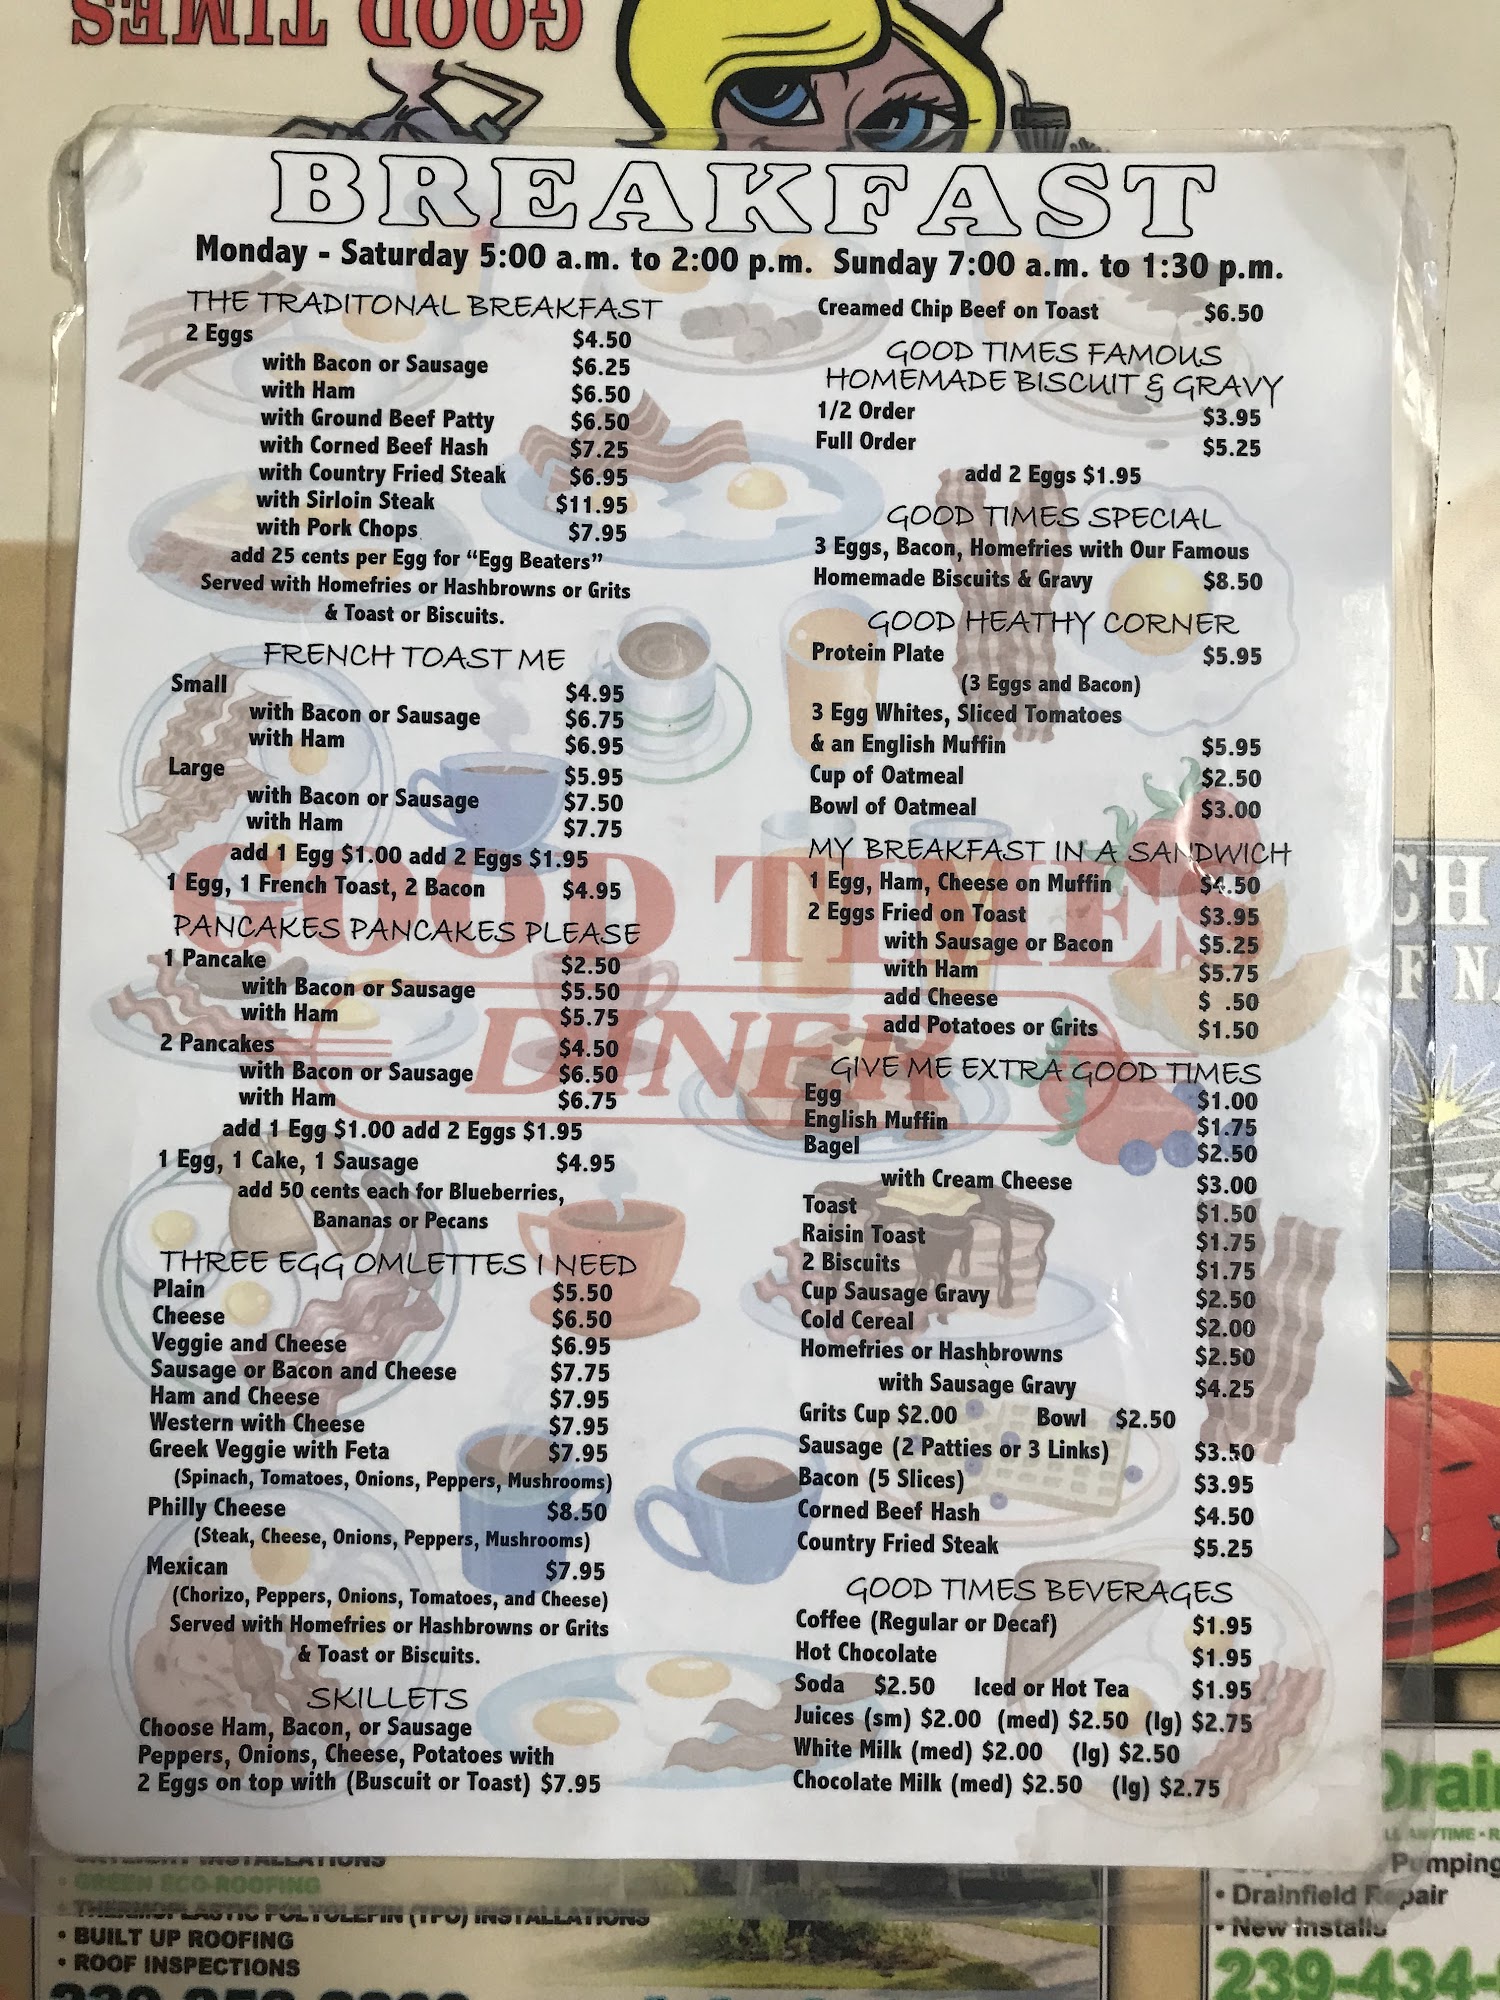 GOOD TIMES
BREAKFAST
Monday - Saturday 5:00 a.m. to 2:00 p.m. Sunday 7:00 a.m. to 1:30 p.m.
THE TRADITONAL BREAKFAST
2 Eggs $4.50
with Bacon or Sausage $6.25
with Ham $6.50
with Ground Beef Patty $6.50
with Corned Beef Hash $7.25
with Country Fried Steak $6.95
with Sirloin Steak $11.95
with Pork Chops $7.95
add 25 cents per Egg for “Egg Beaters”
Served with Homefries or Hashbrowns or Grits
& Toast or Biscuits.
FRENCH TOAST ME
Small $4.95
with Bacon or Sausage $6.75
with Ham $6.95
Large $5.95
with Bacon or Sausage $7.50
with Ham $7.75
add 1 Egg $1.00 add 2 Eggs $1.95
1 Egg, 1 French Toast, 2 Bacon $4.95
PANCAKES PANCAKES PLEASE
1 Pancake $2.50
with Bacon or Sausage $5.50
with Ham $5.75
2 Pancakes $4.50
with Bacon or Sausage $6.50
with Ham $6.75
add 1 Egg $1.00 add 2 Eggs $1.95
1 Egg, 1 Cake, 1 Sausage $4.95
add 50 cents each for Blueberries,
Bananas or Pecans
THREE EGG OMLETTES I NEED
Plain $5.50
Cheese $6.50
Veggie and Cheese $6.95
Sausage or Bacon and Cheese $7.75
Ham and Cheese $7.95
Western with Cheese $7.95
Greek Veggie with Feta $7.95
(Spinach, Tomatoes, Onions, Peppers, Mushrooms)
Philly Cheese $8.50
(Steak, Cheese, Onions, Peppers, Mushrooms)
Mexican $7.95
(Chorizo, Peppers, Onions, Tomatoes, and Cheese)
Served with Homefries or Hashbrowns or Grits
& Toast or Biscuits.
SKILLETS
Choose Ham, Bacon, or Sausage
Peppers, Onions, Cheese, Potatoes with
2 Eggs on top with (Buscuit or Toast) $7.95
Creamed Chip Beef on Toast $6.50
GOOD TIMES FAMOUS
HOMEMADE BISCUIT & GRAVY
1/2 Order $3.95
Full Order $5.25
add 2 Eggs $1.95
GOOD TIMES SPECIAL
3 Eggs, Bacon, Homefries with Our Famous
Homemade Biscuits & Gravy $8.50
GOOD HEATHY CORNER
Protein Plate $5.95
(3 Eggs and Bacon)
3 Egg Whites, Sliced Tomatoes
& an English Muffin $5.95
Cup of Oatmeal $2.50
Bowl of Oatmeal $3.00
MY BREAKFAST IN A SANDWICH
1 Egg, Ham, Cheese on Muffin $4.50
2 Eggs Fried on Toast $3.95
with Sausage or Bacon $5.25
with Ham $5.75
add Cheese $ .50
add Potatoes or Grits $1.50
GIVE ME EXTRA GOOD TIMES
Egg $1.00
English Muffin $1.75
Bagel $2.50
with Cream Cheese $3.00
Toast $1.50
Raisin Toast $1.75
2 Biscuits $1.75
Cup Sausage Gravy $2.50
Cold Cereal $2.00
Homefries or Hashbrowns $2.50
with Sausage Gravy $4.25
Grits Cup $2.00 Bowl $2.50
Sausage (2 Patties or 3 Links) $3.50
Bacon (5 Slices) $3.95
Corned Beef Hash $4.50
Country Fried Steak $5.25
GOOD TIMES BEVERAGES
Coffee (Regular or Decaf) $1.95
Hot Chocolate $1.95
Soda $2.50 Iced or Hot Tea $1.95
Juices (sm) $2.00 (med) $2.50 (lg) $2.75
White Milk (med) $2.00 (lg) $2.50
Chocolate Milk (med) $2.50 (lg) $2.75
GOOD TIMES
DINER
• GREEN ECO-ROOFING
• THERMOPLASTIC POLYOLEFIN (TPO) INSTALLATIONS
• BUILT UP ROOFING
• ROOF INSPECTIONS
Pumping
• Drainfield Repair
• New Installs
239-434-